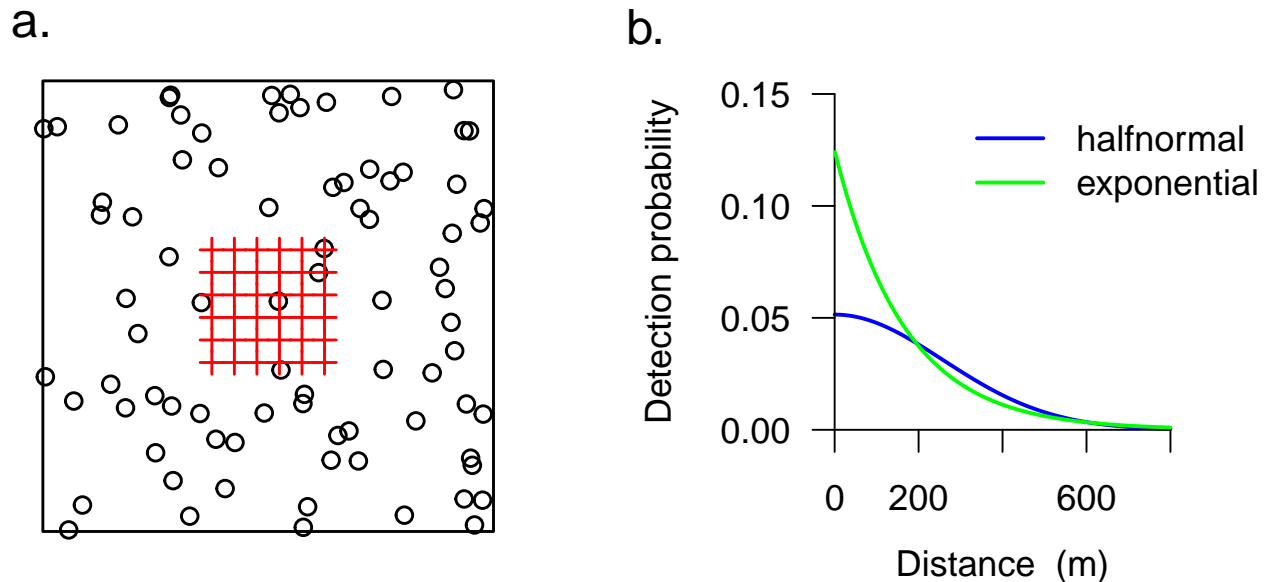 a.
b.
0.15
0.10
0.05
0.00
Detection probability
halfnormal
exponential
0 200 600
Distance (m)